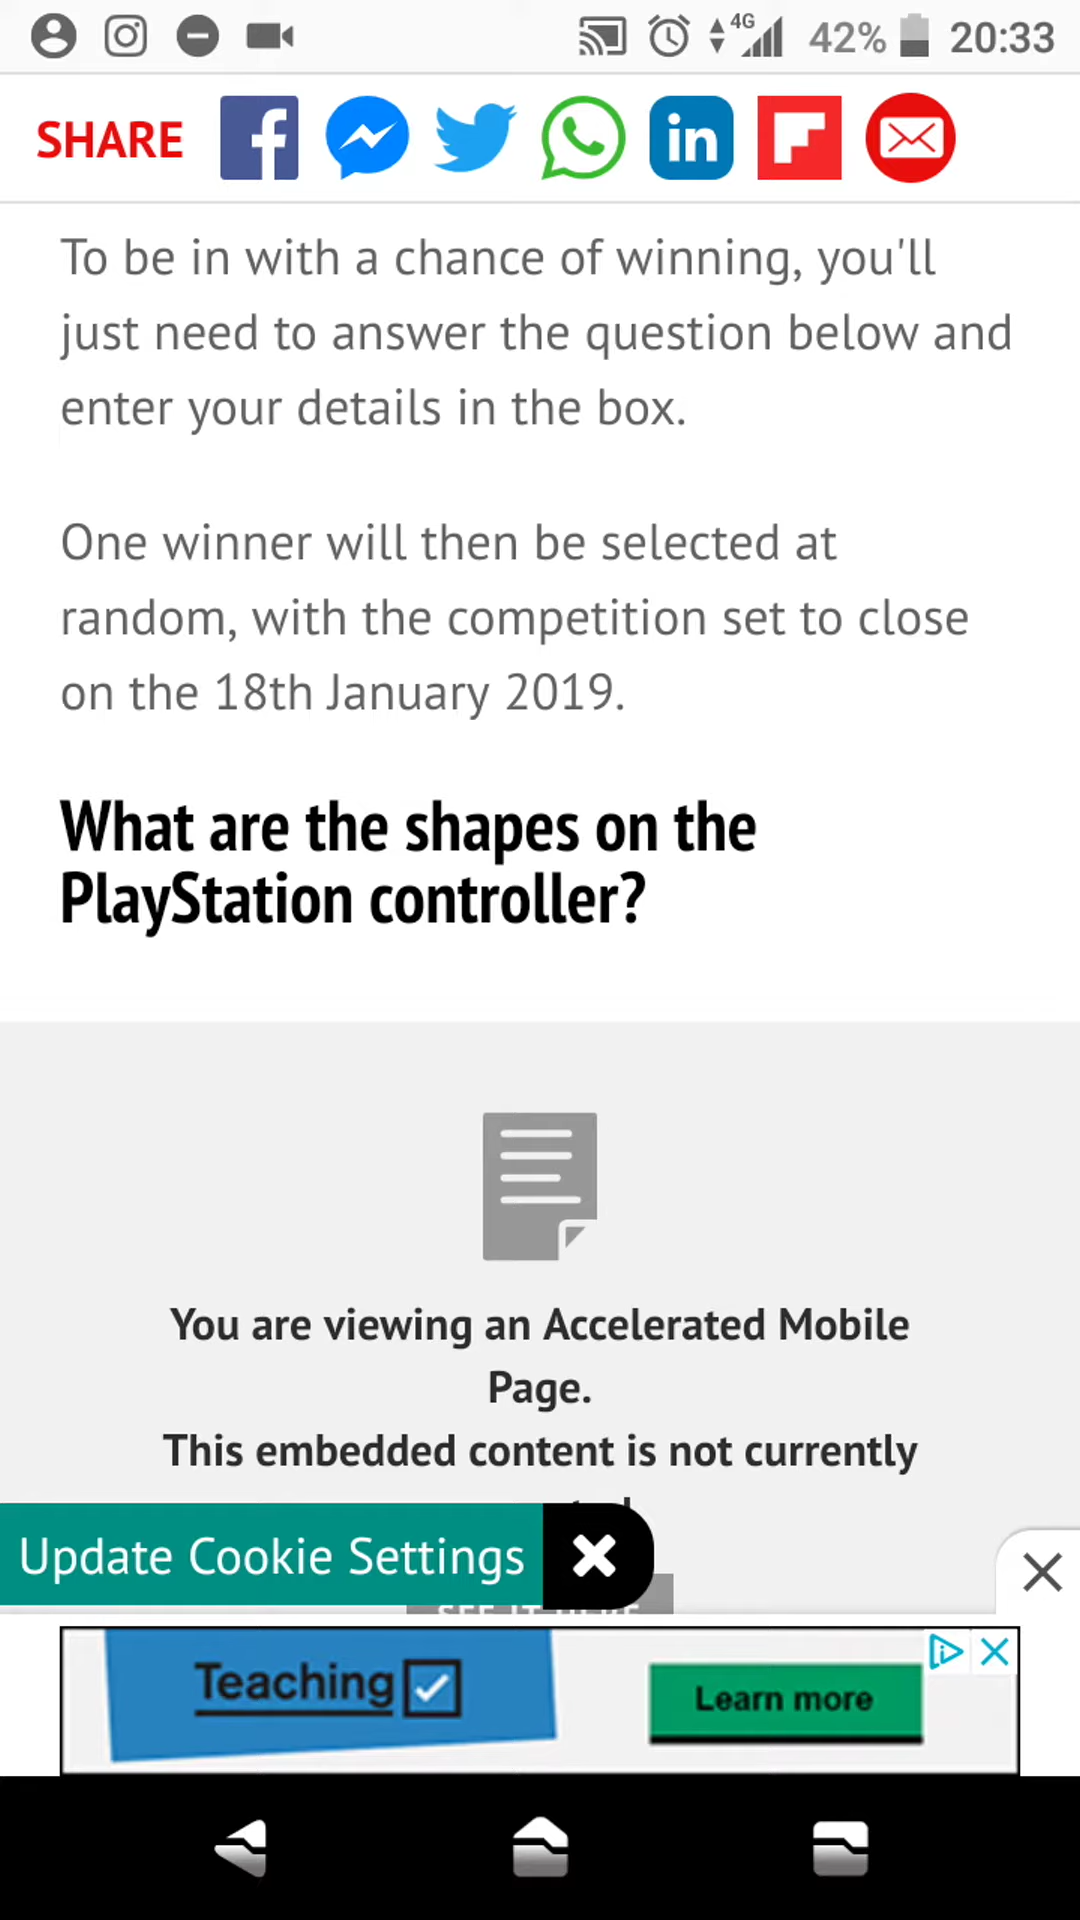 4G 42% 20:33
SHARE
To be in with a chance of winning, you'll
just need to answer the question below and
enter your details in the box.
One winner will then be selected at
random, with the competition set to close
on the 18th January 2019.
What are the shapes on the
PlayStation controller?
You are viewing an Accelerated Mobile
Page.
This embedded content is not currently
Update Cookie Settings
Teaching
Learn more